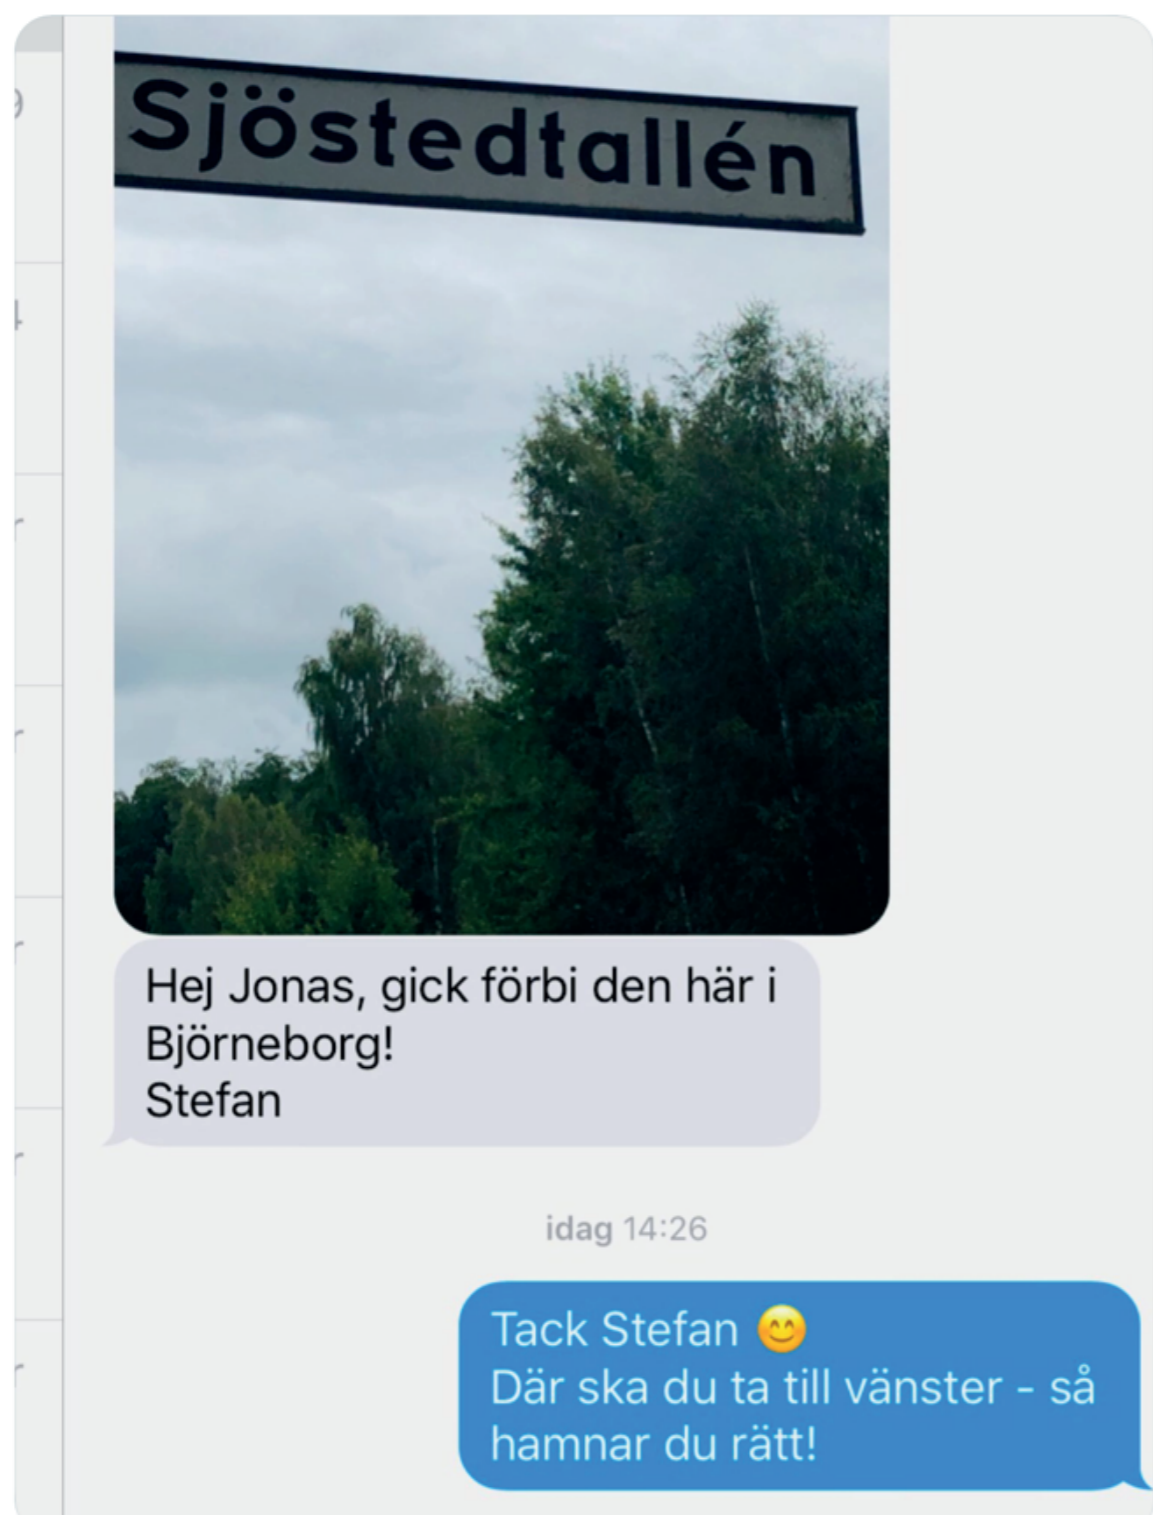 Sjöstedtallén
Hej Jonas, gick förbi den här i
Björneborg!
Stefan
idag 14:26
Tack Stefan 😊
Där ska du ta till vänster - så
hamnar du rätt!